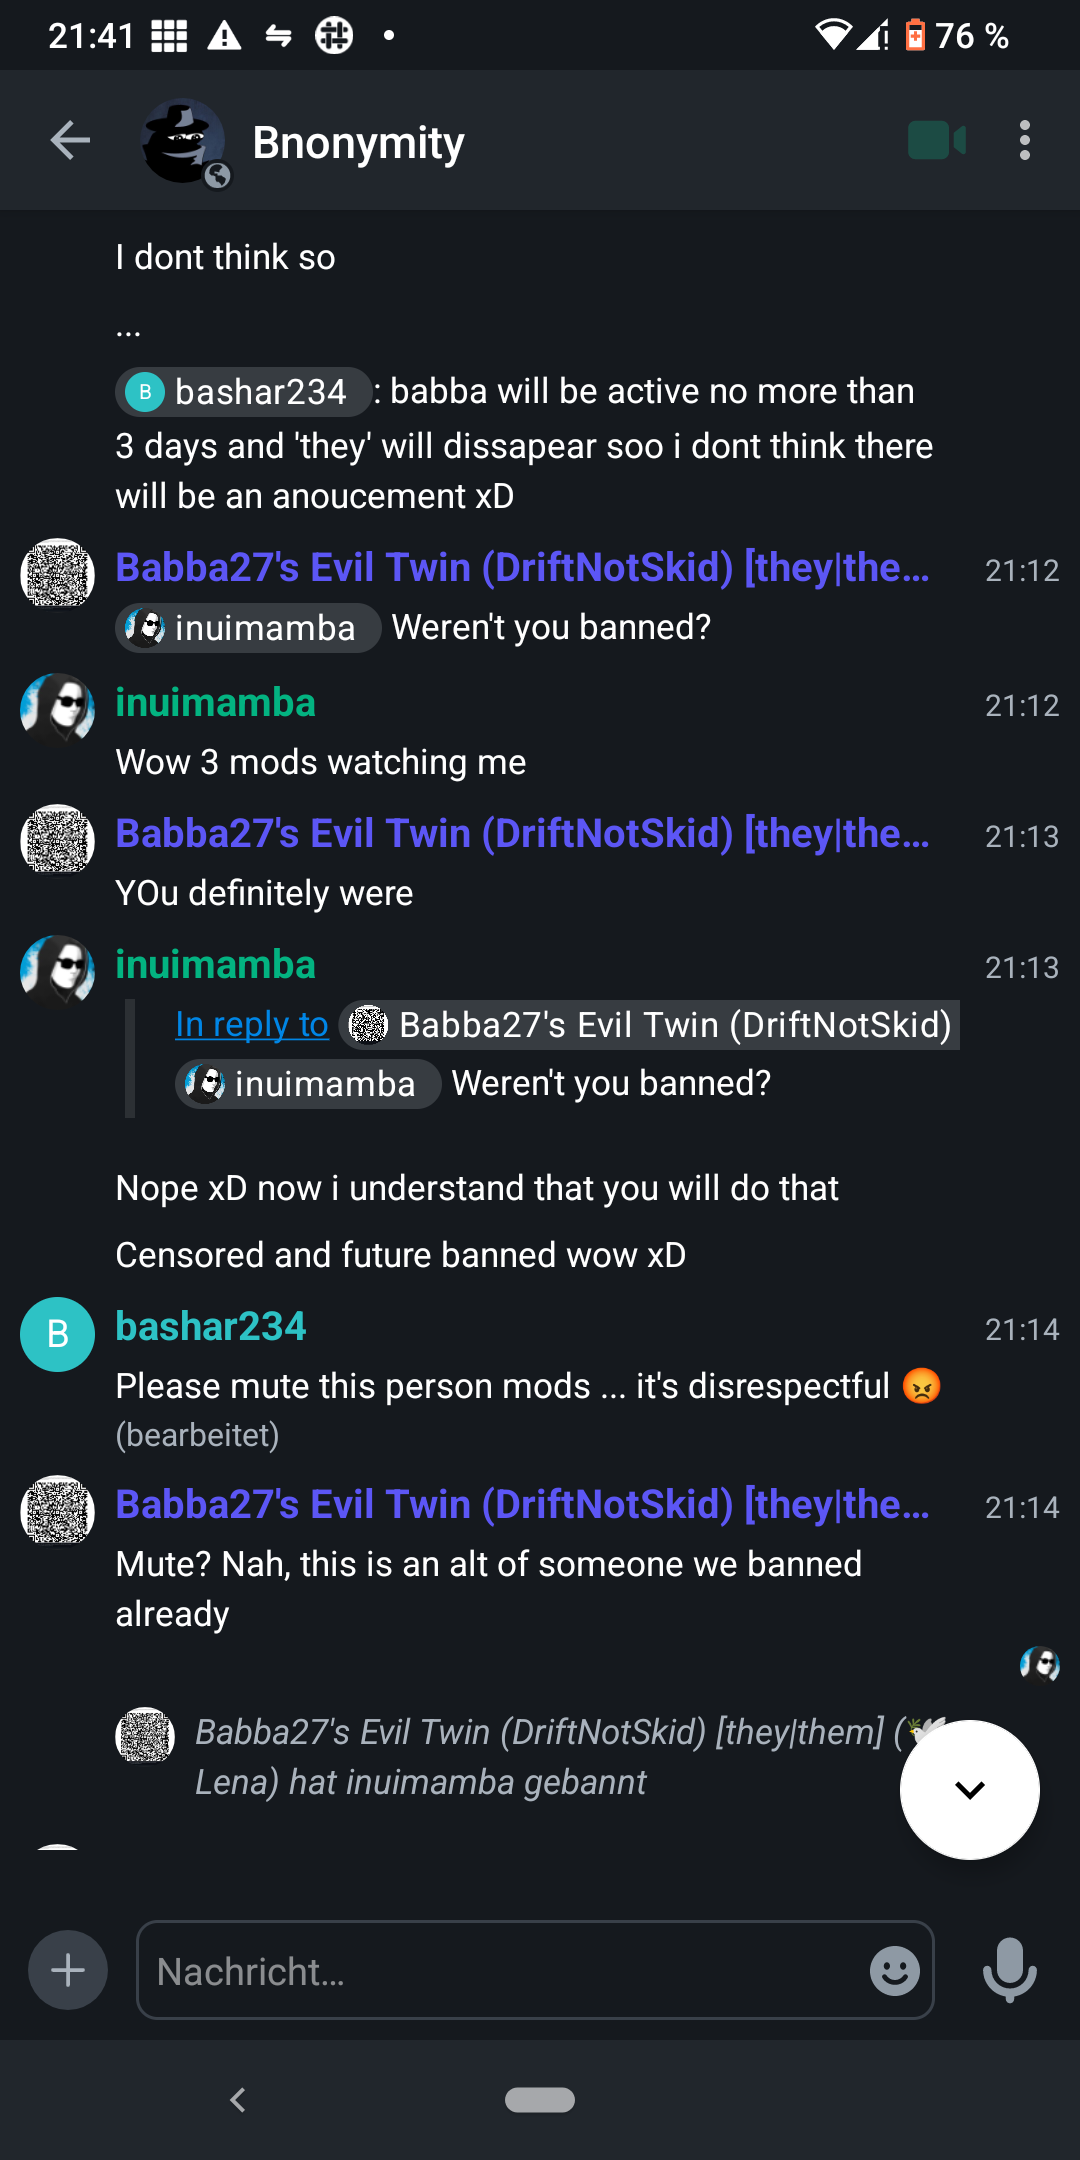 21:41
76 %
Bnonymity
I dont think so
...
B bashar234 : babba will be active no more than
3 days and 'they' will dissapear soo i dont think there
will be an anoucement xD
Babba27's Evil Twin (DriftNotSkid) [they|the... 21:12
inuimamba Weren't you banned?
inuimamba 21:12
Wow 3 mods watching me
Babba27's Evil Twin (DriftNotSkid) [they|the... 21:13
YOu definitely were
inuimamba 21:13
In reply to Babba27's Evil Twin (DriftNotSkid)
inuimamba Weren't you banned?
Nope xD now i understand that you will do that
Censored and future banned wow xD
B bashar234 21:14
Please mute this person mods ... it's disrespectful 😡
(bearbeitet)
Babba27's Evil Twin (DriftNotSkid) [they|the... 21:14
Mute? Nah, this is an alt of someone we banned
already
Babba27's Evil Twin (DriftNotSkid) [they|them] (🕊
Lena) hat inuimamba gebannt
Nachricht…